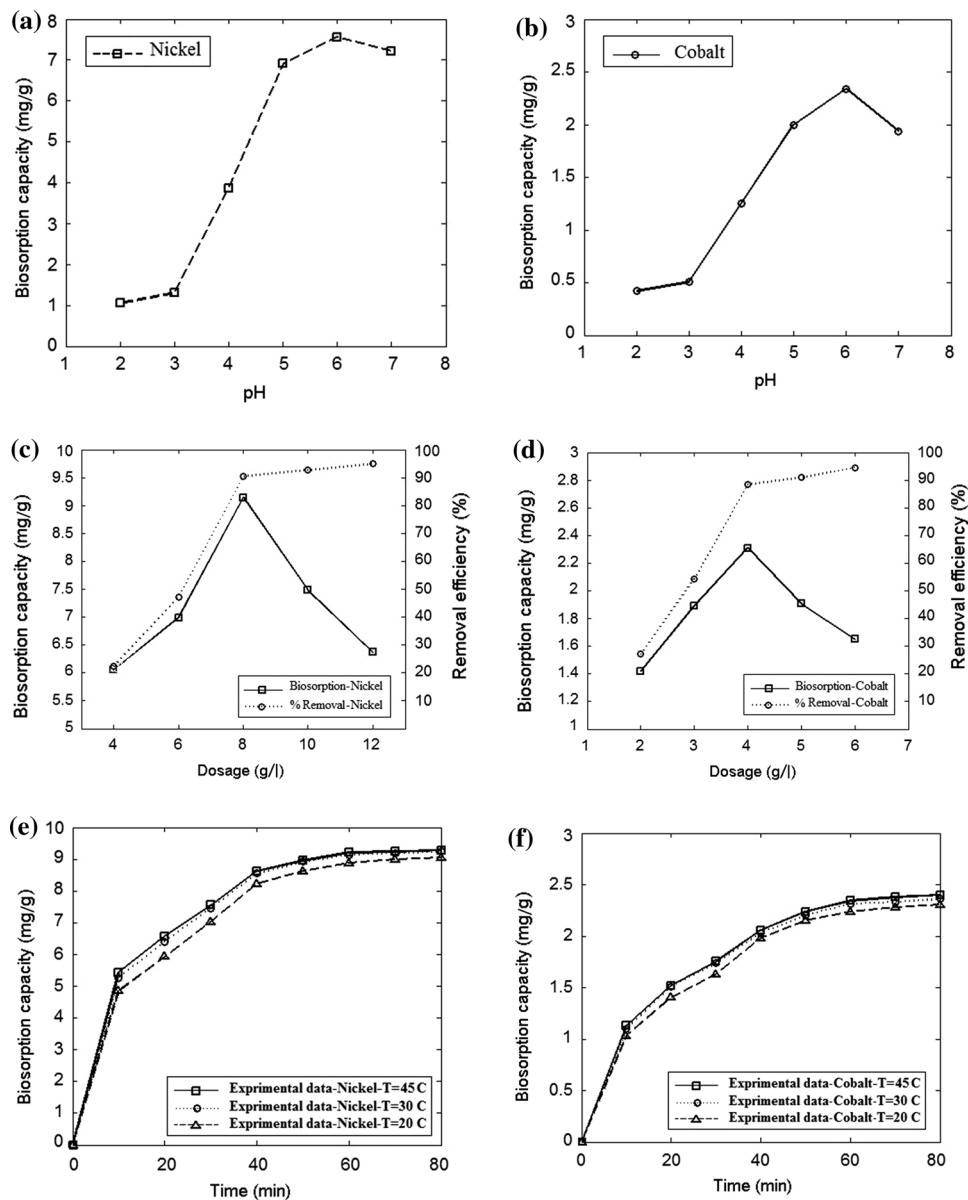 (a)
8
7
6
5
4
3
2
1
0
Biosorption capacity (mg/g)
Nickel
1 2 3 4 5 6 7 8
pH
(b)
3
2.5
2
1.5
1
0.5
0
Biosorption capacity (mg/g)
Cobalt
1 2 3 4 5 6 7 8
pH
(c)
10
9.5
9
8.5
8
7.5
7
6.5
6
5.5
5
Biosorption capacity (mg/g)
100
90
80
70
60
50
40
30
20
10
Removal efficiency (%)
Biosorption-Nickel
% Removal-Nickel
4 6 8 10 12
Dosage (g/l)
(d)
3
2.8
2.6
2.4
2.2
2
1.8
1.6
1.4
1.2
1
Biosorption capacity (mg/g)
100
90
80
70
60
50
40
30
20
10
Removal efficiency (%)
Biosorption-Cobalt
% Removal-Cobalt
1 2 3 4 5 6 7
Dosage (g/l)
(e)
10
9
8
7
6
5
4
3
2
1
0
Biosorption capacity (mg/g)
Exprimental data-Nickel-T=45 C
Exprimental data-Nickel-T=30 C
Exprimental data-Nickel-T=20 C
0 20 40 60 80
Time (min)
(f)
3
2.5
2
1.5
1
0.5
0
Biosorption capacity (mg/g)
Exprimental data-Cobalt-T=45 C
Exprimental data-Cobalt-T=30 C
Exprimental data-Cobalt-T=20 C
0 20 40 60 80
Time (min)